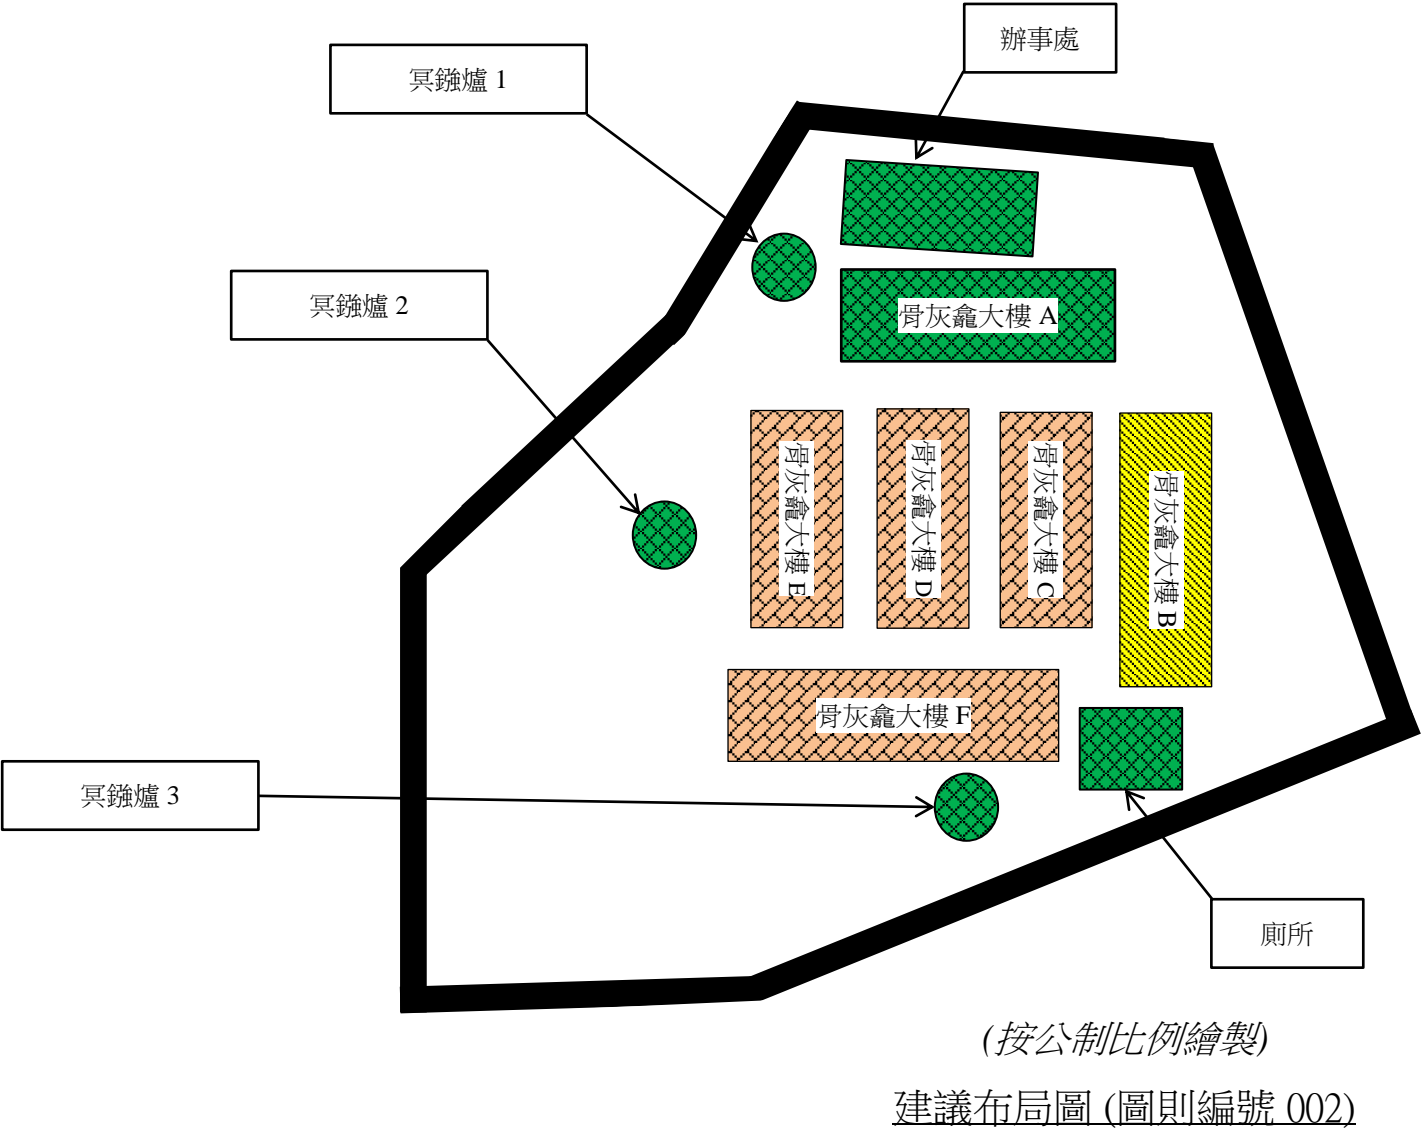 辦事處
冥鏹爐 1
冥鏹爐 2
骨灰龕大樓 A
骨灰龕大樓 E
骨灰龕大樓 D
骨灰龕大樓 C
骨灰龕大樓 B
骨灰龕大樓 F
冥鏹爐 3
廁所
(按公制比例繪製)
建議布局圖 (圖則編號 002)